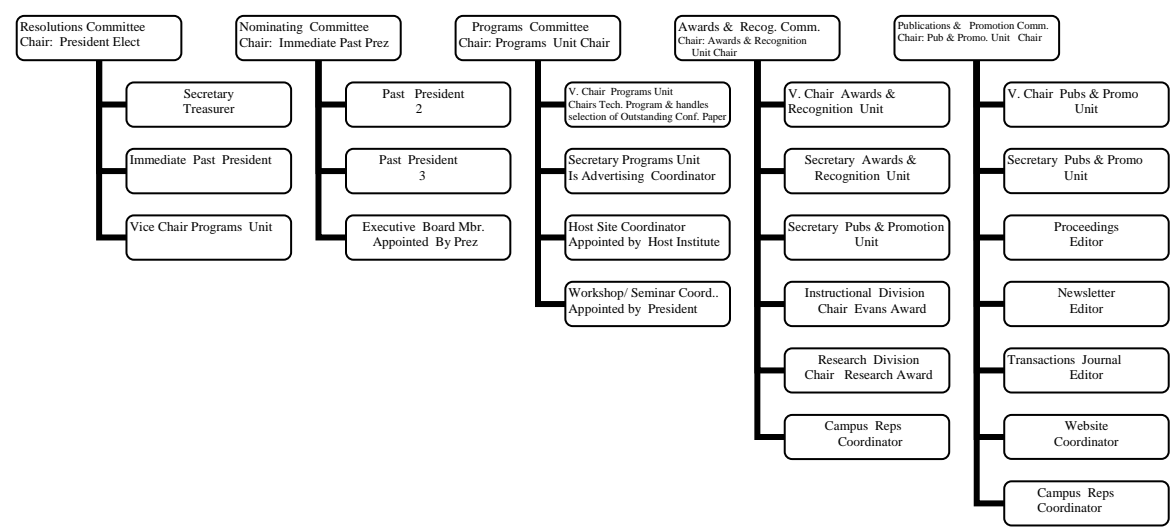 Resolutions Committee
Chair: President Elect
Secretary
Treasurer
Immediate Past President
Vice Chair Programs Unit
Nominating Committee
Chair: Immediate Past Prez
Past President
2
Past President
3
Executive Board Mbr.
Appointed By Prez
Programs Committee
Chair: Programs Unit Chair
V. Chair Programs Unit
Chairs Tech. Program & handles
selection of Outstanding Conf. Paper
Secretary Programs Unit
Is Advertising Coordinator
Host Site Coordinator
Appointed by Host Institute
Workshop/ Seminar Coord..
Appointed by President
Awards & Recog. Comm.
Chair: Awards & Recognition
Unit Chair
V. Chair Awards &
Recognition Unit
Secretary Awards &
Recognition Unit
Secretary Pubs & Promotion
Unit
Instructional Division
Chair Evans Award
Research Division
Chair Research Award
Campus Reps
Coordinator
Publications & Promotion Comm.
Chair: Pub & Promo. Unit Chair
V. Chair Pubs & Promo
Unit
Secretary Pubs & Promo
Unit
Proceedings
Editor
Newsletter
Editor
Transactions Journal
Editor
Website
Coordinator
Campus Reps
Coordinator